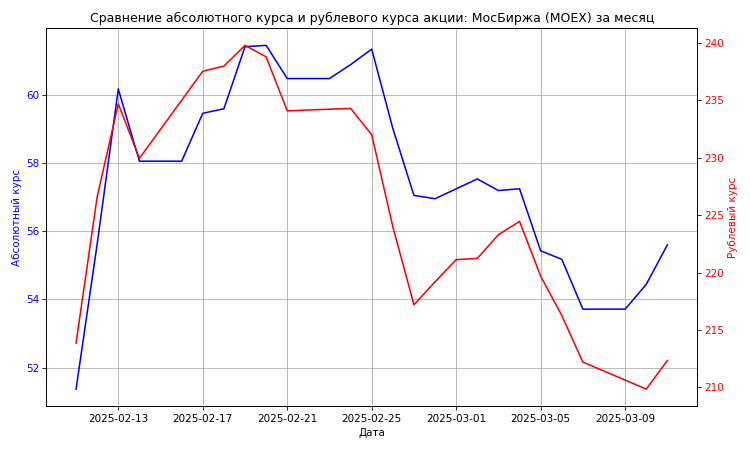 Сравнение абсолютного курса и рублевого курса акции: МосБиржа (MOEX) за месяц
Абсолютный курс
60
58
56
54
52
240
235
230
225
220
215
210
Рублевый курс
2025-02-13 2025-02-17 2025-02-21 2025-02-25 2025-03-01 2025-03-05 2025-03-09
Дата